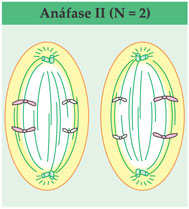 Anáfase II (N = 2)